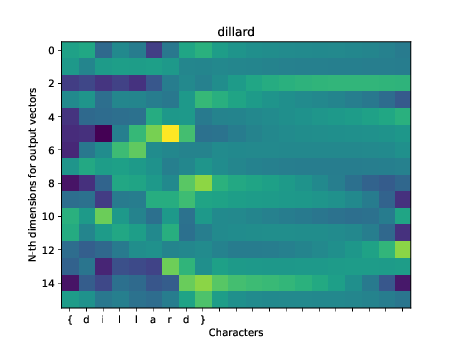 dillard
N-th dimensions for output vectors
0
2
4
6
8
10
12
14
{ d i l l a r d }
Characters